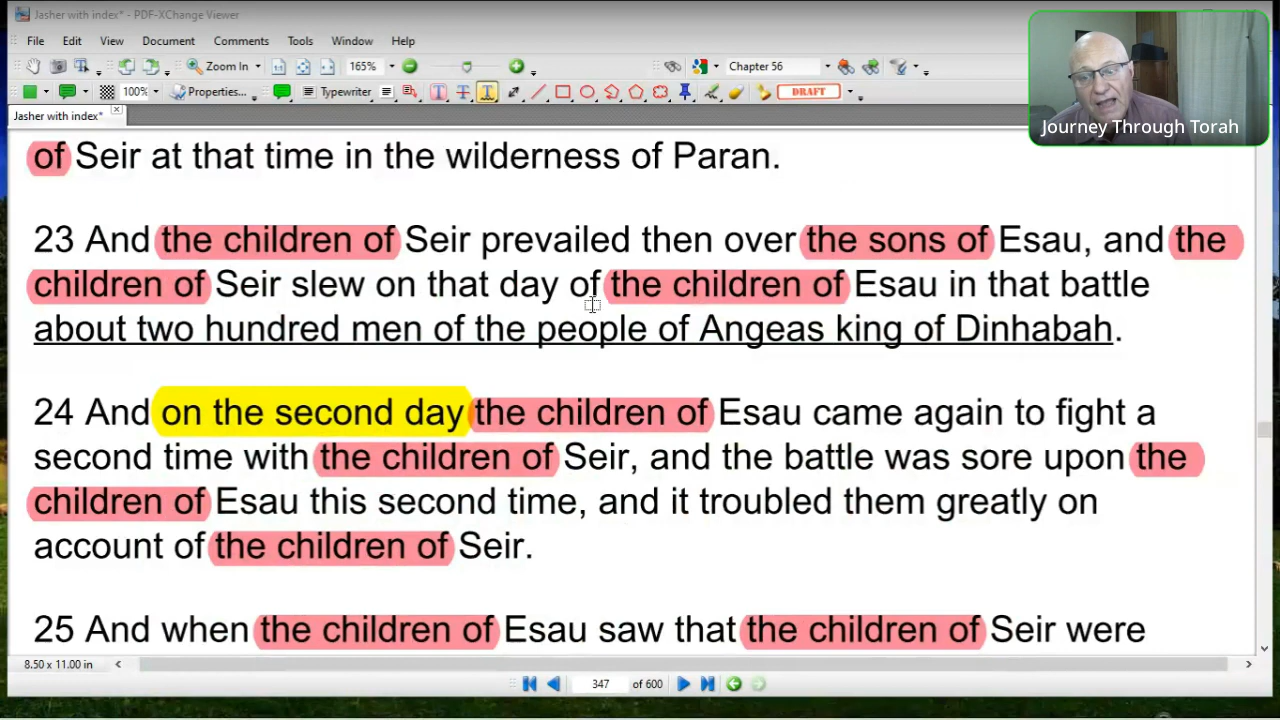 Jasher with index* - PDF-XChange Viewer
File Edit View Document Comments Tools Window Help
Zoom In 165% Chapter 56
100% Properties... Typewriter DRAFT
Jasher with index*
Journey Through Torah
of Seir at that time in the wilderness of Paran.
23 And the children of Seir prevailed then over the sons of Esau, and the
children of Seir slew on that day of the children of Esau in that battle
about two hundred men of the people of Angeas king of Dinhabah.
24 And on the second day the children of Esau came again to fight a
second time with the children of Seir, and the battle was sore upon the
children of Esau this second time, and it troubled them greatly on
account of the children of Seir.
25 And when the children of Esau saw that the children of Seir were
8.50 x 11.00 in
347 of 600